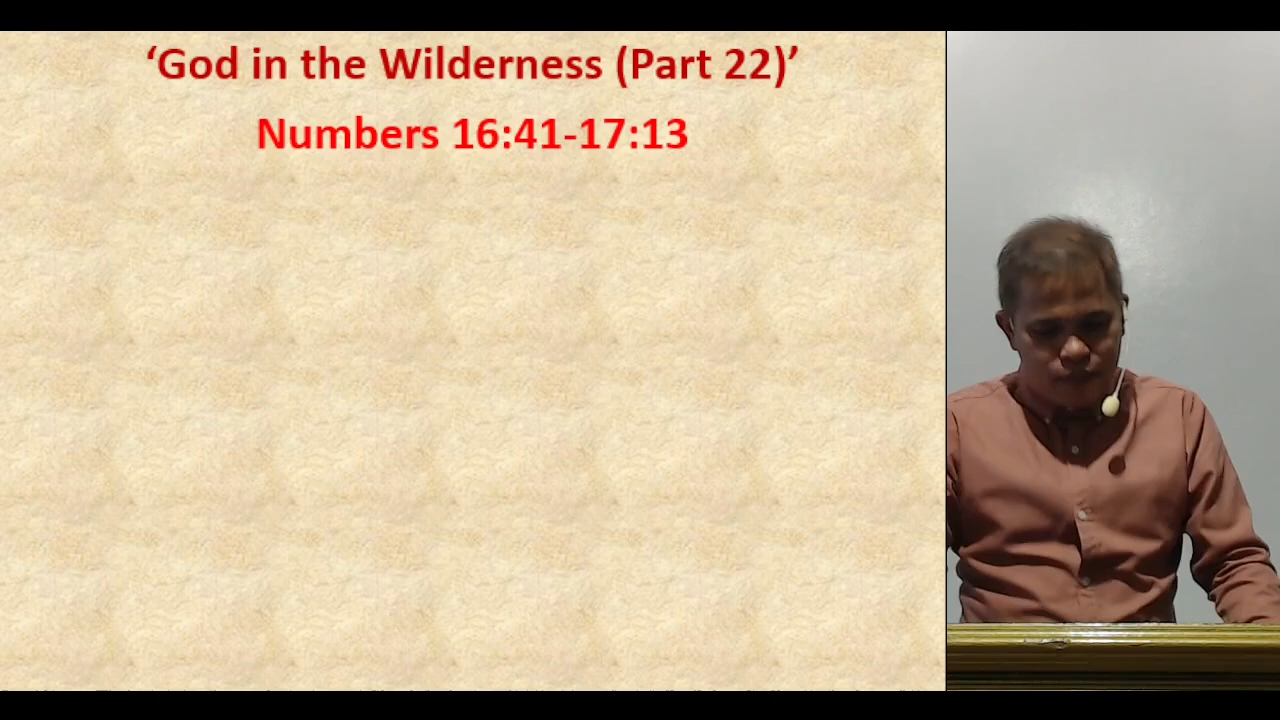 ‘God in the Wilderness (Part 22)’
Numbers 16:41-17:13